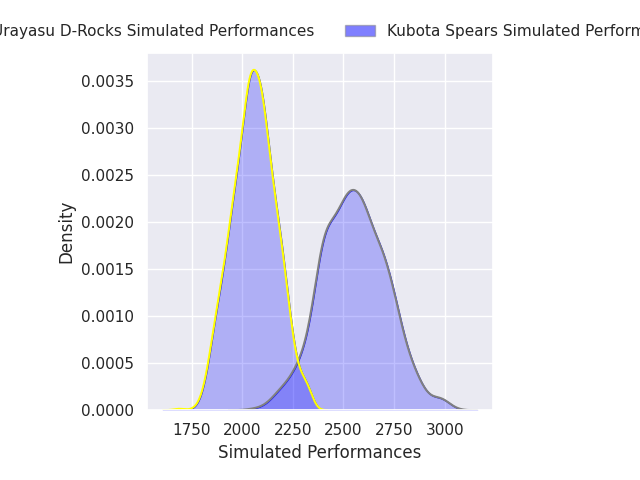 Urayasu D-Rocks Simulated Performances Kubota Spears Simulated
0.0035
0.0030
0.0025
0.0020
0.0015
0.0010
0.0005
0.0000
Density
1750 2000 2250 2500 2750 3000
Simulated Performances